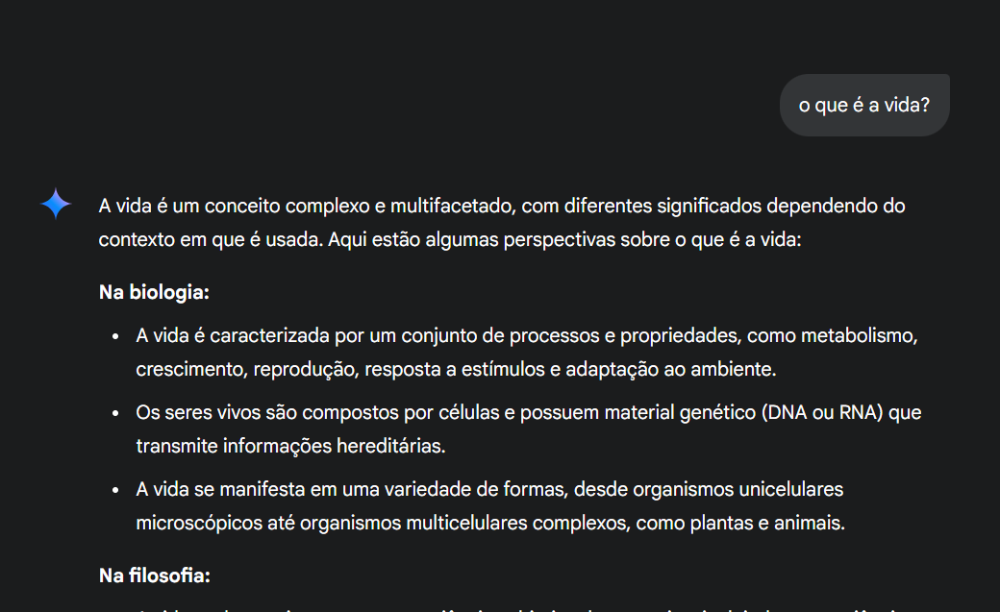 o que é a vida?
A vida é um conceito complexo e multifacetado, com diferentes significados dependendo do
contexto em que é usada. Aqui estão algumas perspectivas sobre o que é a vida:
Na biologia:
• A vida é caracterizada por um conjunto de processos e propriedades, como metabolismo,
crescimento, reprodução, resposta a estímulos e adaptação ao ambiente.
• Os seres vivos são compostos por células e possuem material genético (DNA ou RNA) que
transmite informações hereditárias.
• A vida se manifesta em uma variedade de formas, desde organismos unicelulares
microscópicos até organismos multicelulares complexos, como plantas e animais.
Na filosofia: